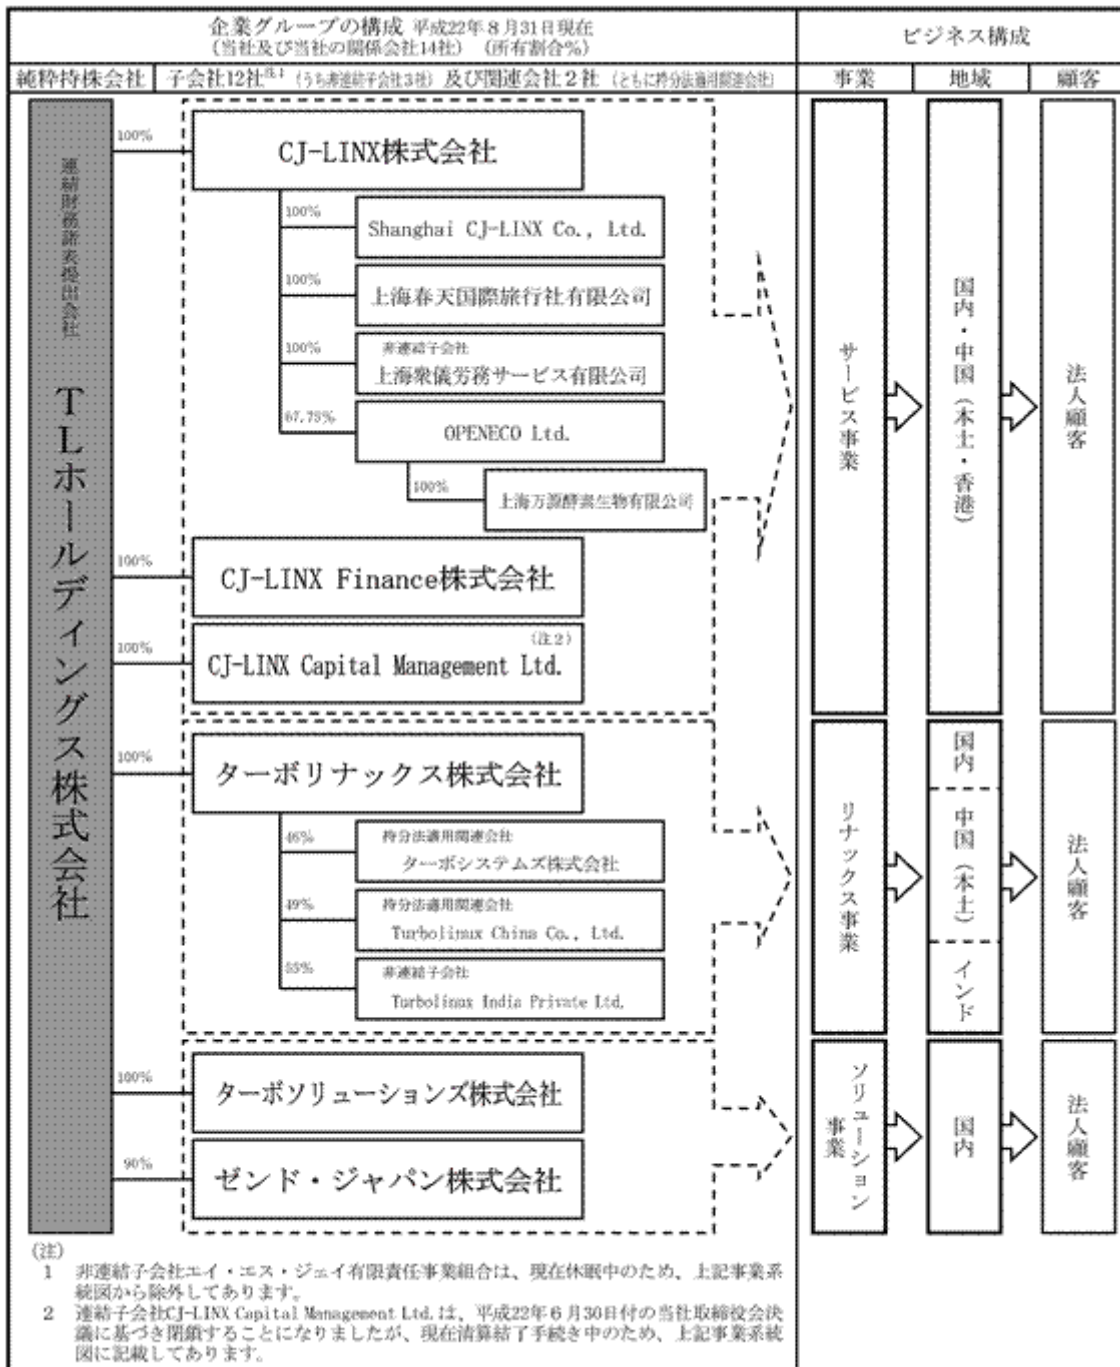 企業グループの構成 平成22年8月31日現在
(当社及び当社の関係会社14社) (所有割合%)
ビジネス構成
純粋持株会社
子会社12社注1 (うち非連結子会社3社) 及び関連会社2社 (ともに持分法適用関連会社)
事業
地域
顧客
連結財務諸表提出会社
TLホールディングス株式会社
100%
CJ-LINX株式会社
100%
Shanghai CJ-LINX Co., Ltd.
100%
上海春天国際旅行社有限公司
100%
非連結子会社
上海衆儀労務サービス有限公司
67.73%
OPENECO Ltd.
100%
上海万源酵素生物有限公司
100%
CJ-LINX Finance株式会社
100%
(注2)
CJ-LINX Capital Management Ltd.
サービス事業
国内・中国(本土・香港)
法人顧客
100%
ターボリナックス株式会社
46%
持分法適用関連会社
ターボシステムズ株式会社
49%
持分法適用関連会社
Turbolinux China Co., Ltd.
55%
非連結子会社
Turbolinux India Private Ltd.
リナックス事業
国内
中国(本土)
インド
法人顧客
100%
ターボソリューションズ株式会社
90%
ゼンド・ジャパン株式会社
ソリューション
事業
国内
法人顧客
(注)
1 非連結子会社エイ・エス・ジェイ有限責任事業組合は、現在休眠中のため、上記事業系
統図から除外してあります。
2 連結子会社CJ-LINX Capital Management Ltd.は、平成22年6月30日付の当社取締役会決
議に基づき閉鎖することになりましたが、現在清算結了手続き中のため、上記事業系統
図に記載してあります。